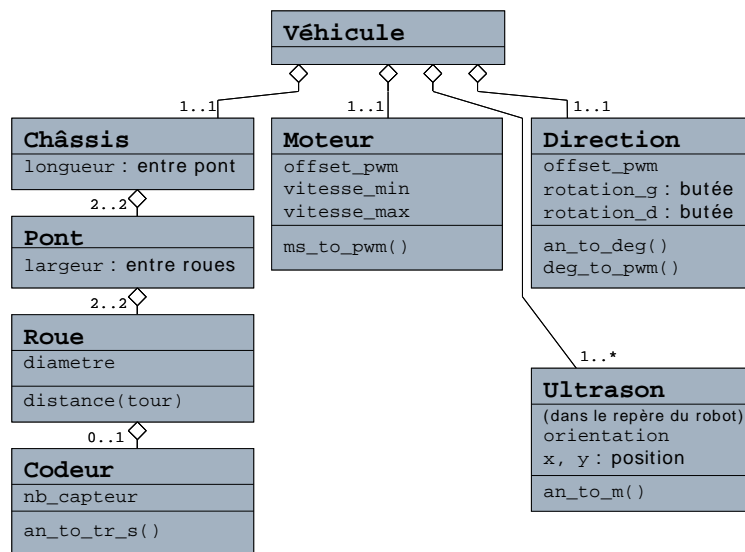 Véhicule
1..1
1..1
1..1
Châssis
longueur : entre pont
2..2
Pont
largeur : entre roues
2..2
Roue
diametre
distance(tour)
0..1
Codeur
nb_capteur
an_to_tr_s()
Moteur
offset_pwm
vitesse_min
vitesse_max
ms_to_pwm()
Direction
offset_pwm
rotation_g : butée
rotation_d : butée
an_to_deg()
deg_to_pwm()
1..*
Ultrason
(dans le repère du robot)
orientation
x, y : position
an_to_m()